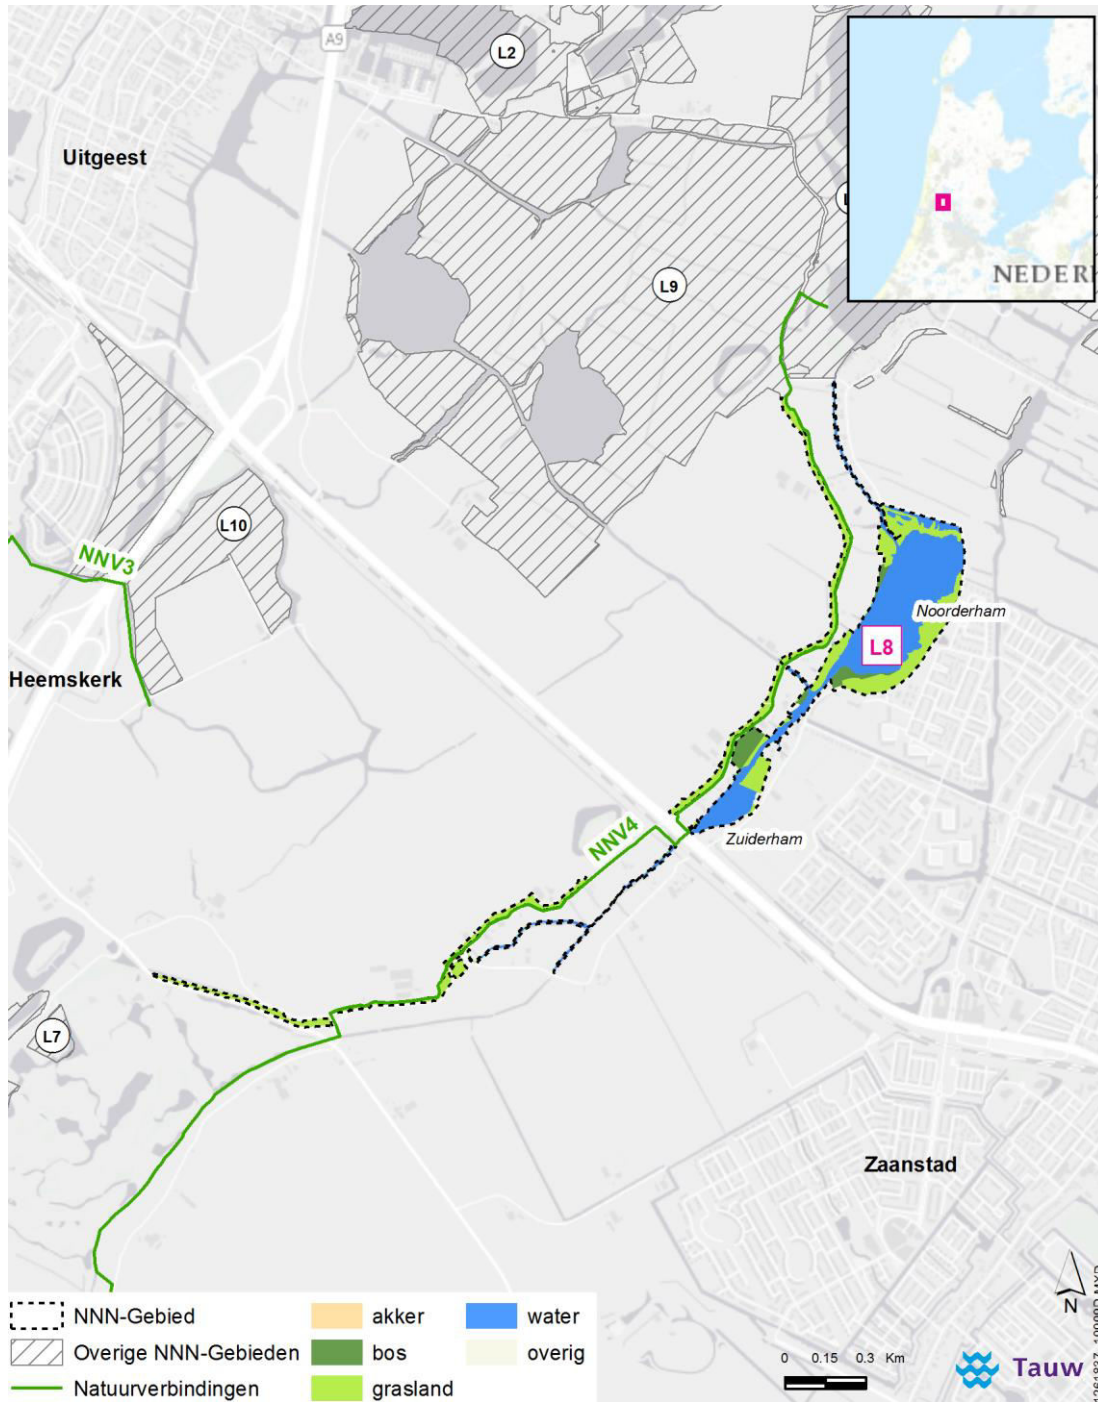 A9
L2
Uitgeest
NEDER
L9
L10
NNV3
Noorderham
L8
Heemskerk
NNV4
Zuiderham
L7
Zaanstad
N
NNN-Gebied
akker
water
Overige NNN-Gebieden
bos
overig
Natuurverbindingen
grasland
0 0.15 0.3 Km
Tauw